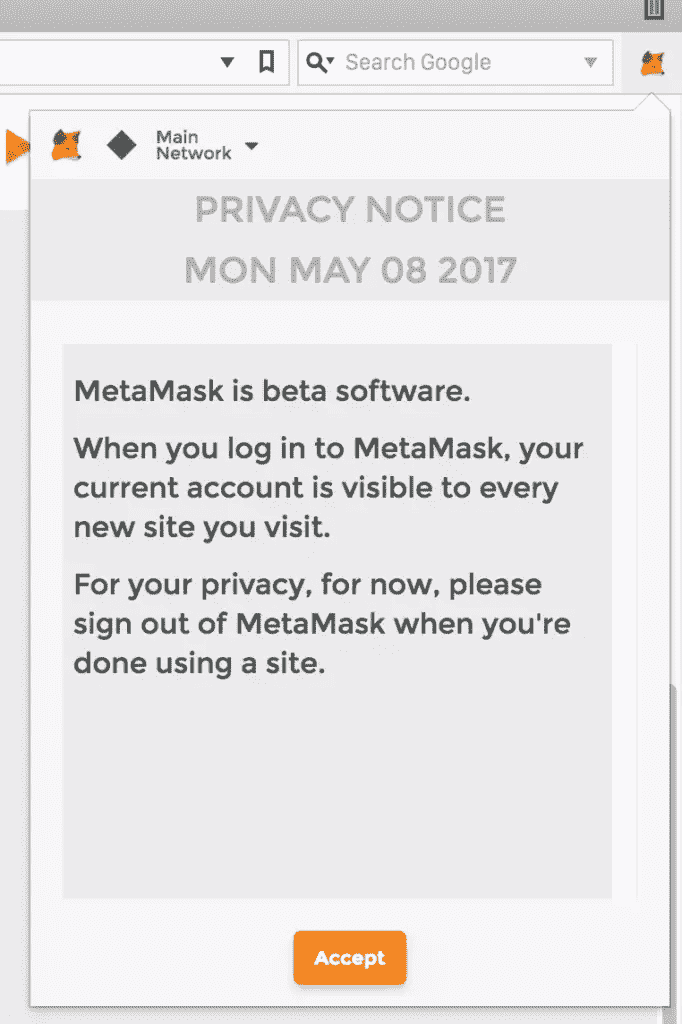 Search Google
Main
Network
PRIVACY NOTICE
MON MAY 08 2017
MetaMask is beta software.
When you log in to MetaMask, your
current account is visible to every
new site you visit.
For your privacy, for now, please
sign out of MetaMask when you're
done using a site.
Accept